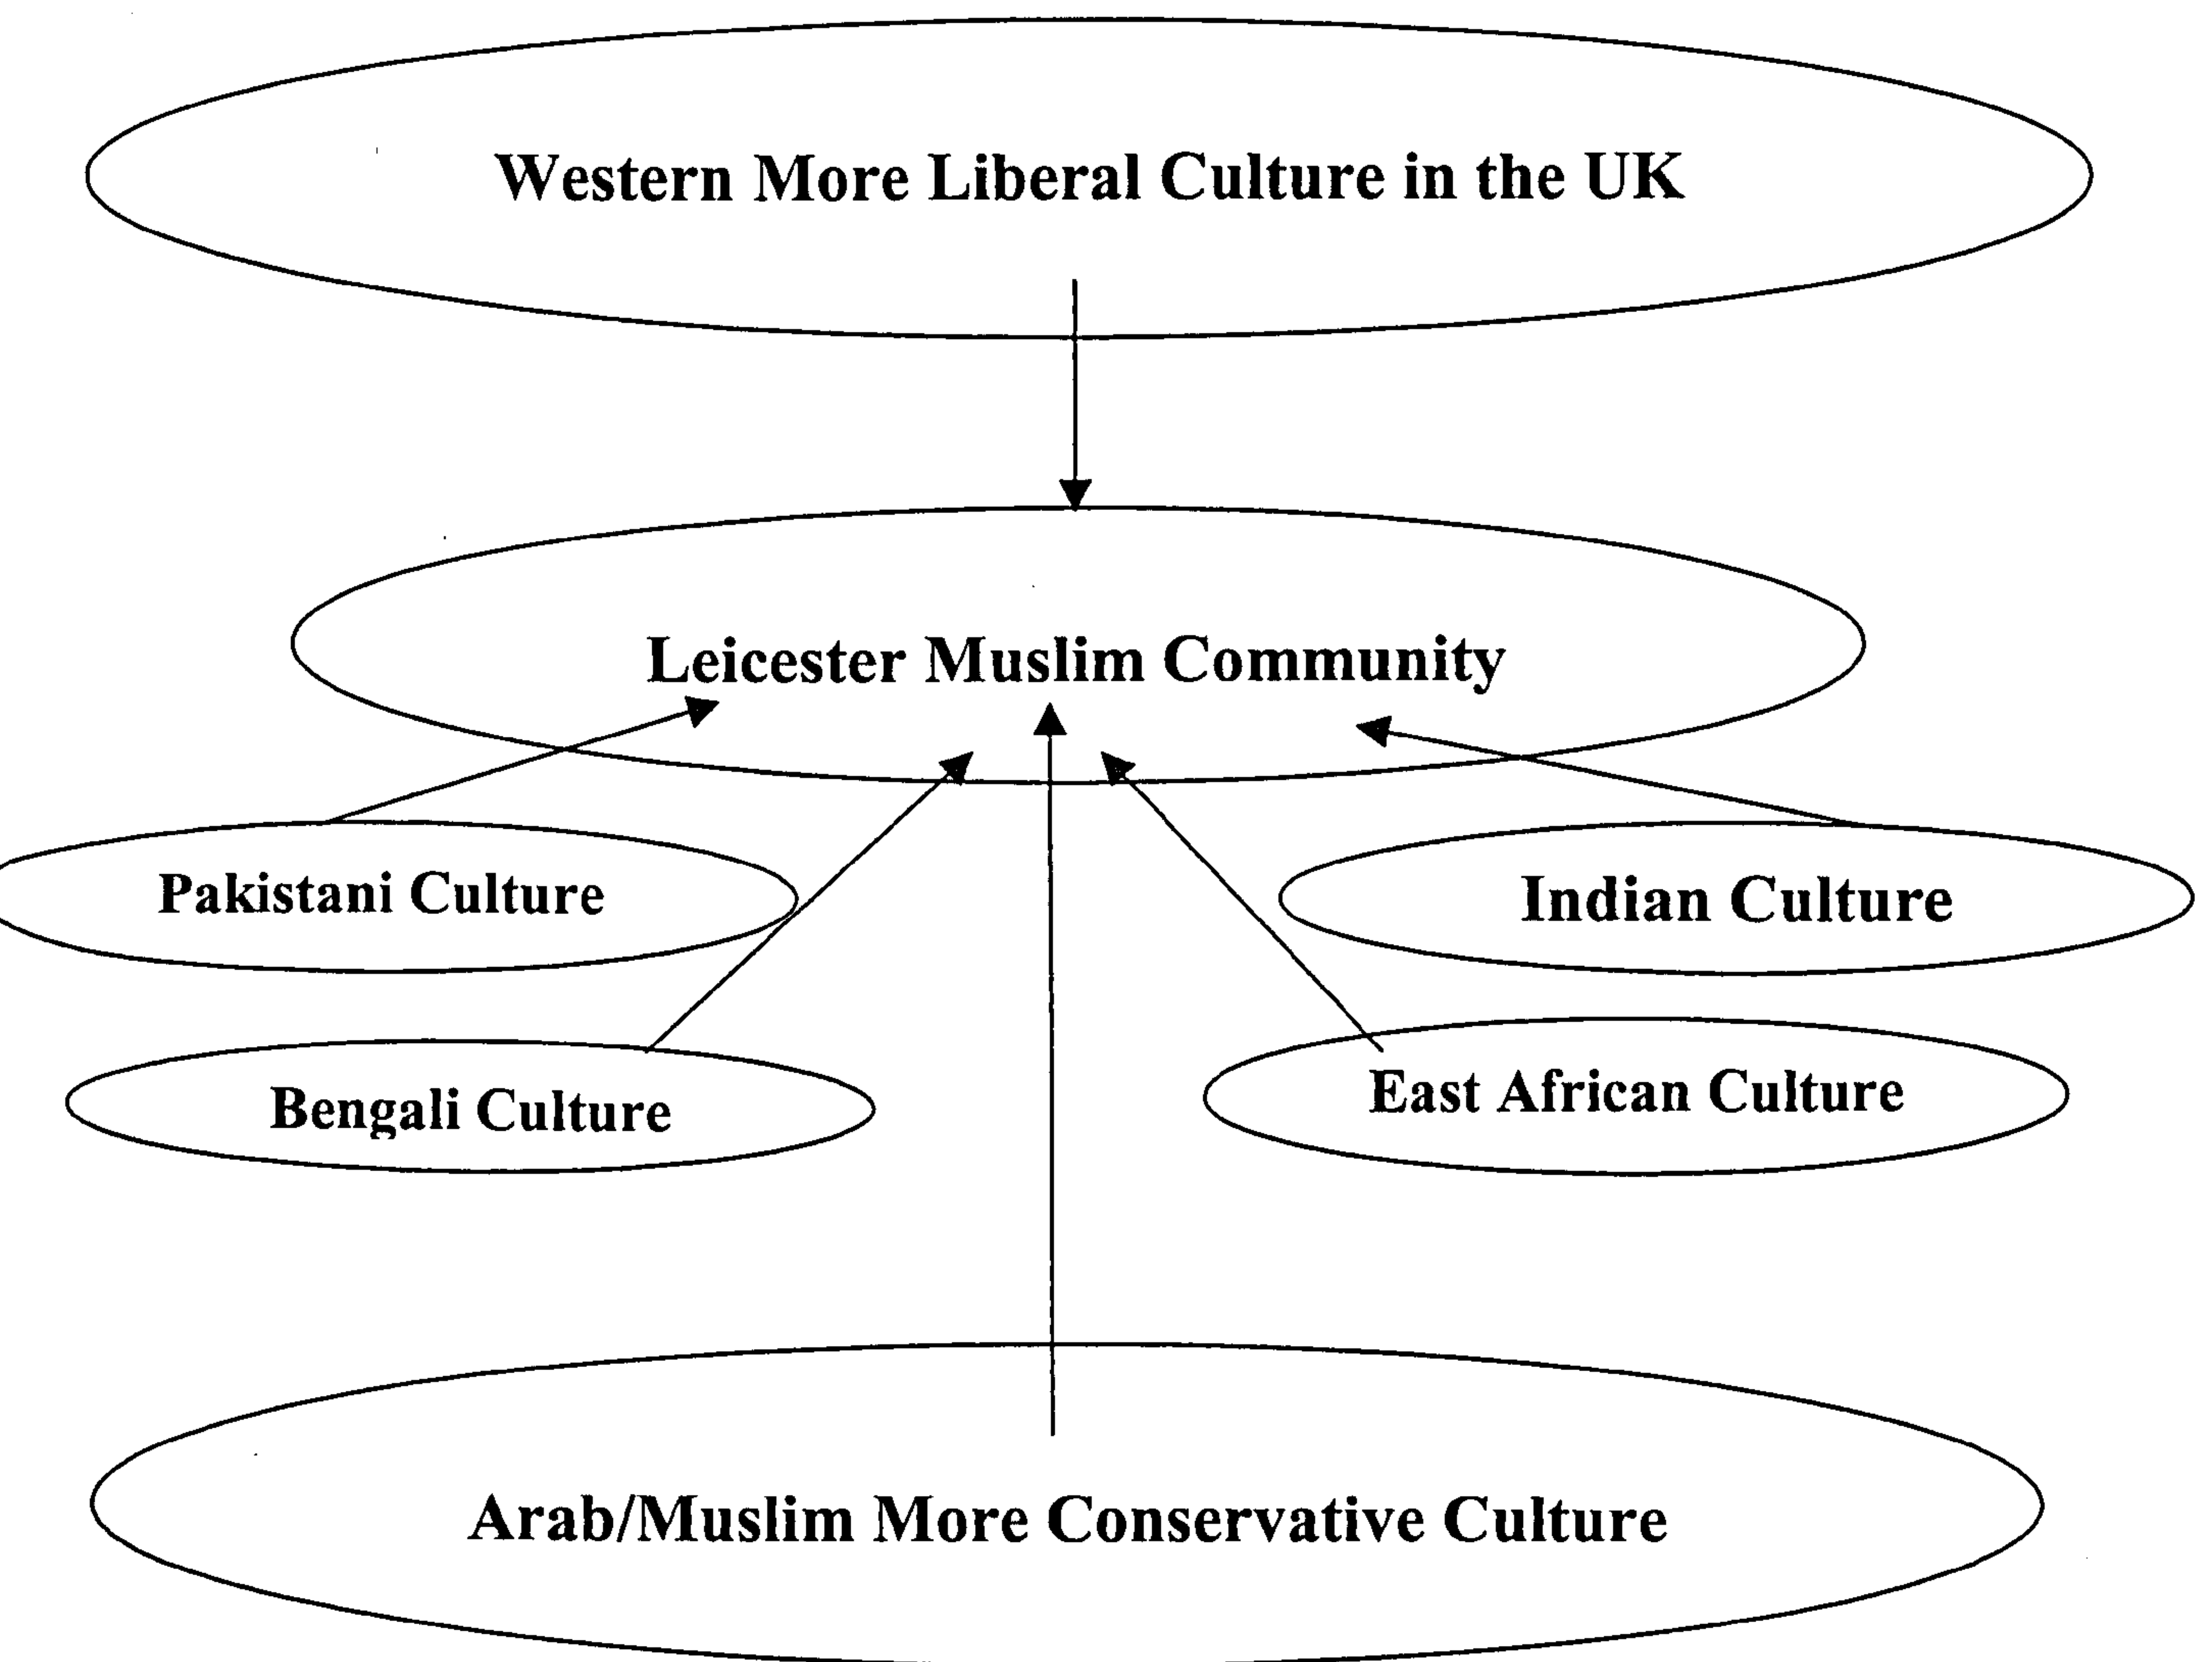 Western More Liberal Culture in the UK
Leicester Muslim Community
Pakistani Culture
Indian Culture
Bengali Culture
East African Culture
Arab/Muslim More Conservative Culture